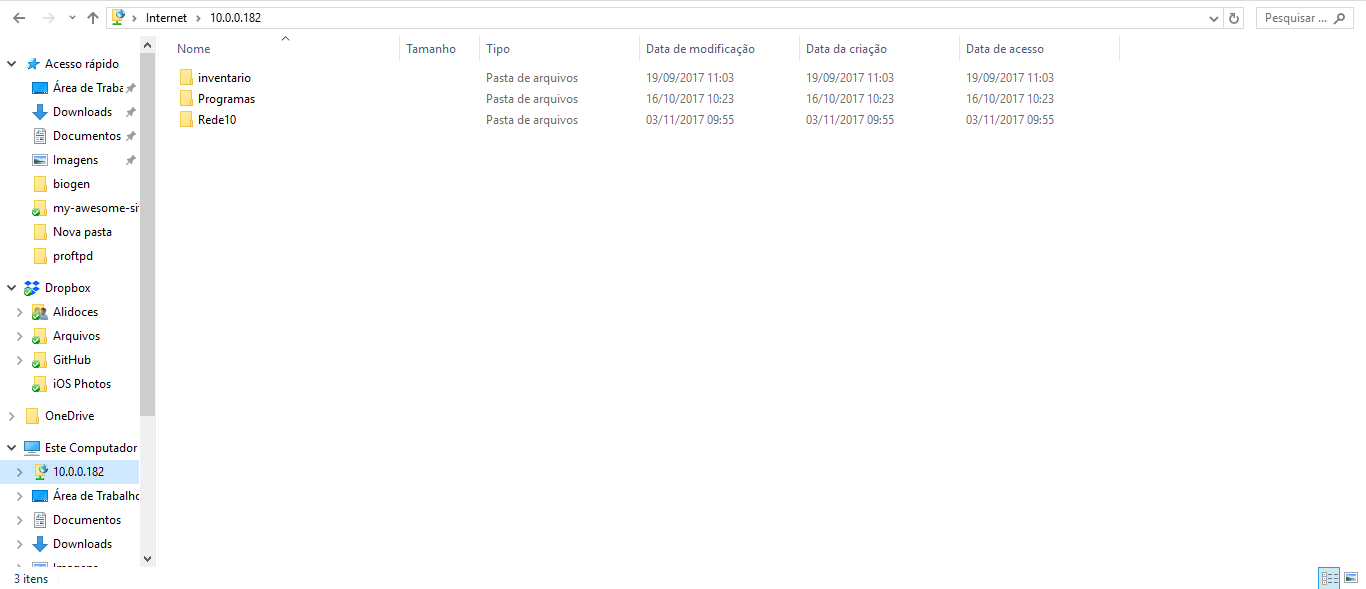 Internet 10.0.0.182
Pesquisar ...
Nome Tamanho Tipo Data de modificação Data da criação Data de acesso
inventario Pasta de arquivos 19/09/2017 11:03 19/09/2017 11:03 19/09/2017 11:03
Programas Pasta de arquivos 16/10/2017 10:23 16/10/2017 10:23 16/10/2017 10:23
Rede10 Pasta de arquivos 03/11/2017 09:55 03/11/2017 09:55 03/11/2017 09:55
Acesso rápido
Área de Traba
Downloads
Documentos
Imagens
biogen
my-awesome-si
Nova pasta
proftpd
Dropbox
Alidoces
Arquivos
GitHub
iOS Photos
OneDrive
Este Computador
10.0.0.182
Área de Trabalho
Documentos
Downloads
Imagens
3 itens